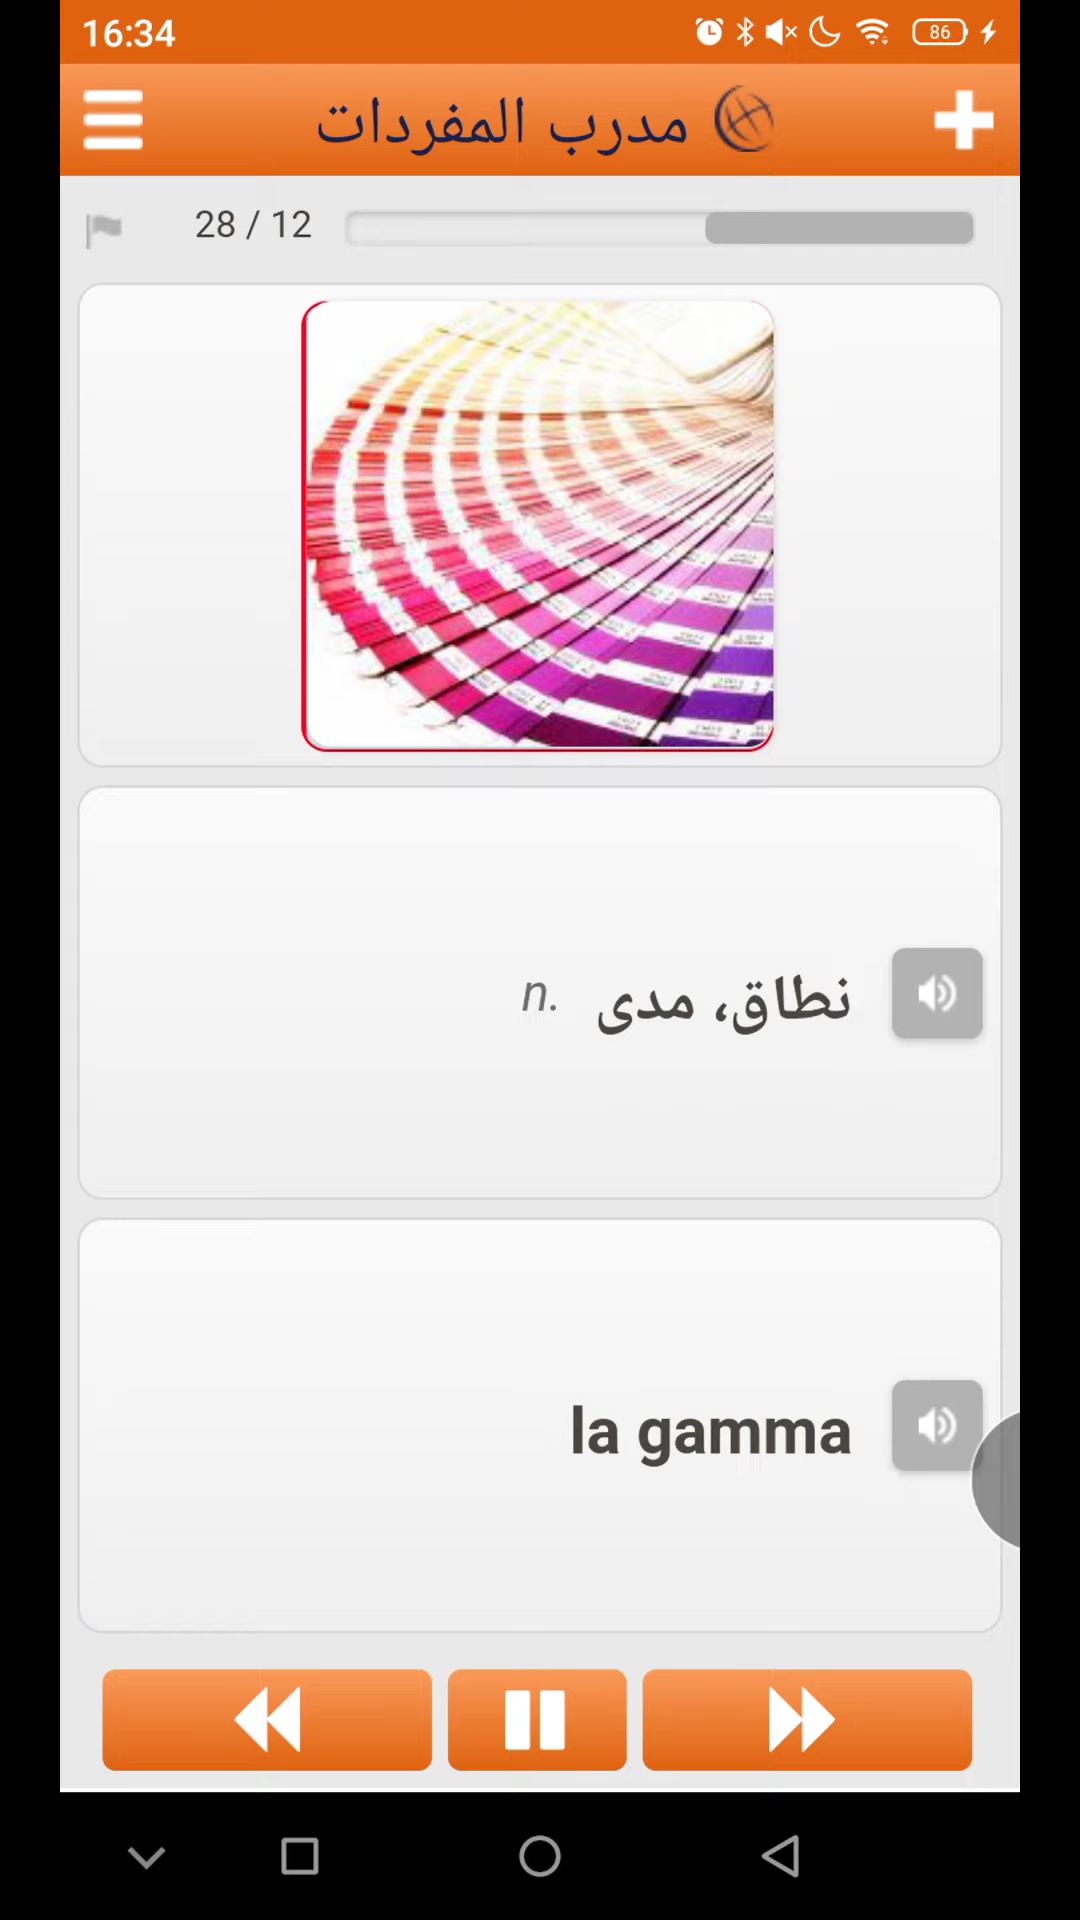 16:34
86
مدرب المفردات
28 / 12
نطاق، مدى n.
la gamma